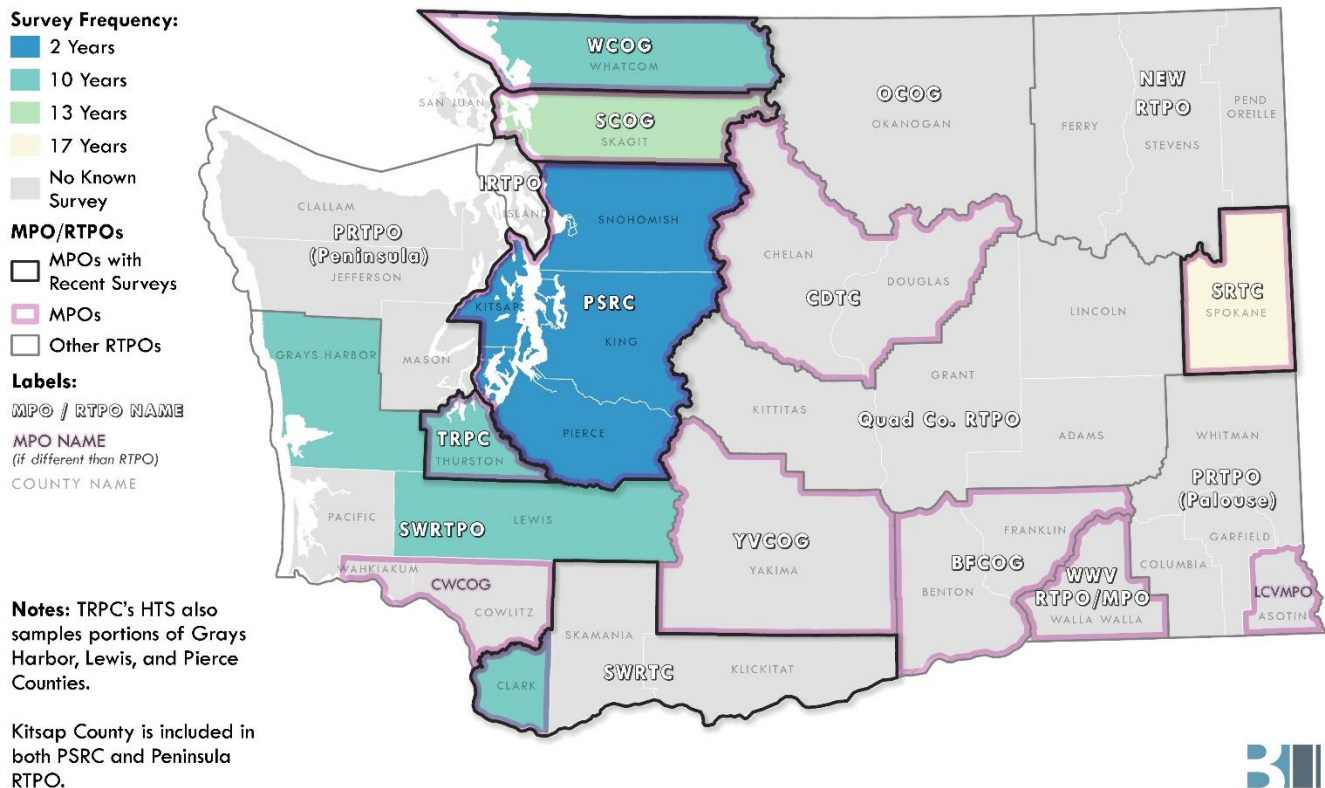 Survey Frequency:
2 Years
10 Years
13 Years
17 Years
No Known
Survey
MPO/RTPOs
MPOs with
Recent Surveys
MPOs
Other RTPOs
Labels:
MPO / RTPO NAME
MPO NAME
(if different than RTPO)
COUNTY NAME
Notes: TRPC's HTS also
samples portions of Grays
Harbor, Lewis, and Pierce
Counties.
Kitsap County is included in
both PSRC and Peninsula
RTPO.
WCOG
WHATCOM
SAN JUAN
SCOG
SKAGIT
OCOG
OKANOGAN
NEW
RTPO
FERRY
STEVENS
PEND
OREILLE
IRTPO
ISLAND
CLALLAM
PRTPO
(Peninsula)
JEFFERSON
SNOHOMISH
CHELAN
DOUGLAS
CDTC
SRTC
SPOKANE
LINCOLN
KITSAP
PSRC
KING
GRAYS HARBOR
MASON
GRANT
KITTITAS
Quad Co. RTPO
ADAMS
WHITMAN
TRPC
THURSTON
PIERCE
PRTPO
(Palouse)
PACIFIC
SWRTPO
LEWIS
YVCOG
YAKIMA
FRANKLIN
BFCOG
BENTON
GARFIELD
COLUMBIA
WWV
RTPO/MPO
WALLA WALLA
LCVMPO
ASOTIN
WAHKIAKUM
CWCOG
COWLITZ
SKAMANIA
SWRTC
KLICKITAT
CLARK